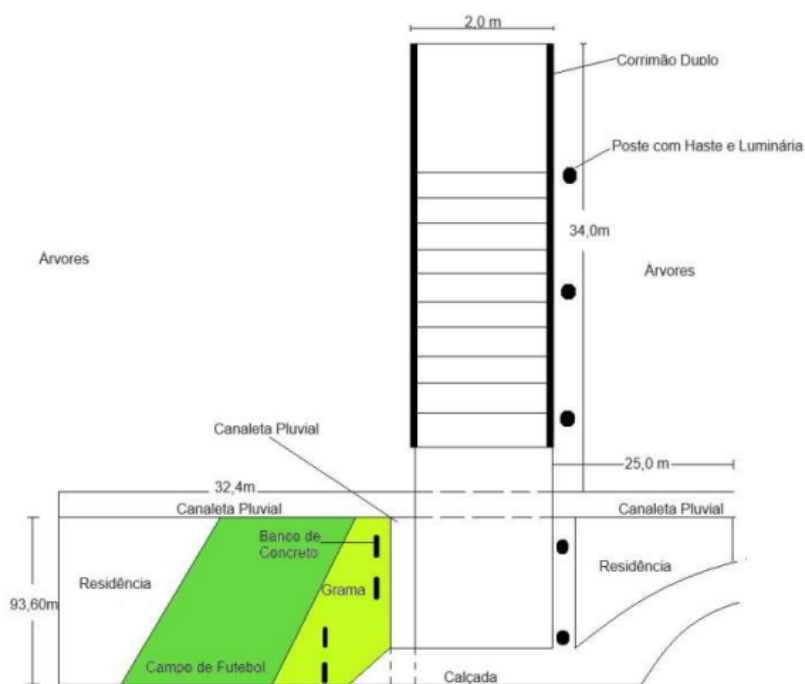 2,0 m
Corrimão Duplo
Poste com Haste e Luminária
34,0m
Árvores
Árvores
Canaleta Pluvial
25,0 m
32,4m
Canaleta Pluvial
Canaleta Pluvial
Banco de
Concreto
Residência
Residência
Grama
93,60m
Campo de Futebol
Calçada